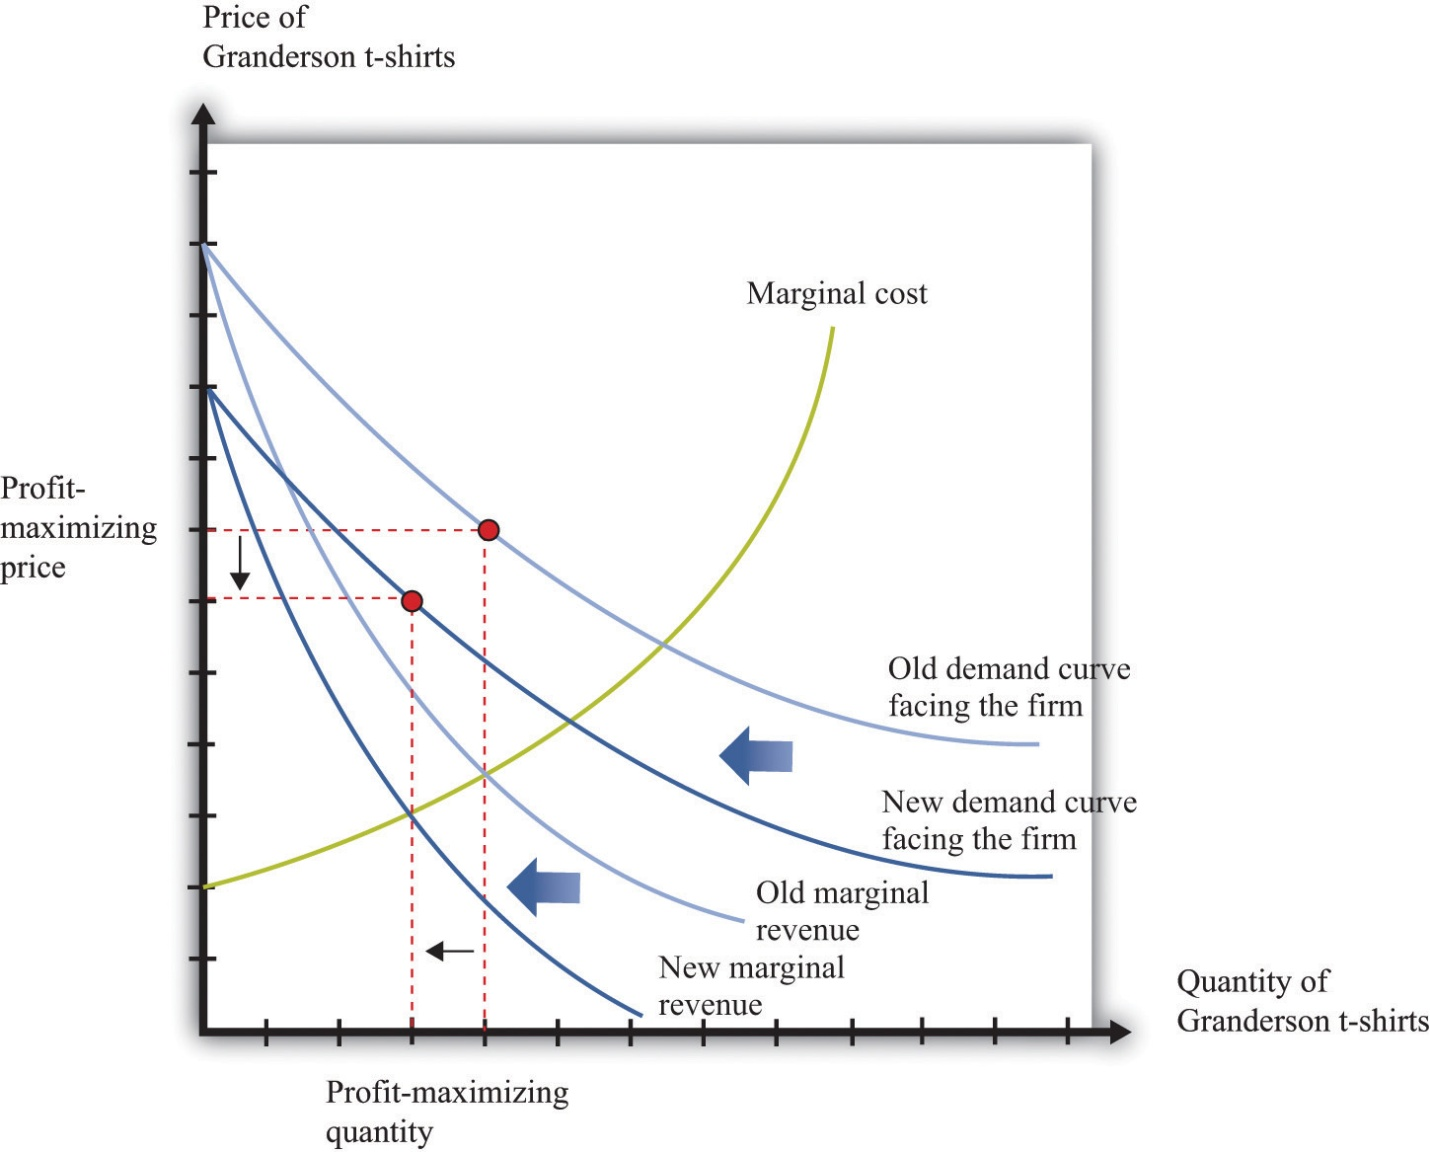 Price of
Granderson t-shirts
Marginal cost
Profit-
maximizing
price
Old demand curve
facing the firm
New demand curve
facing the firm
Old marginal
revenue
New marginal
revenue
Quantity of
Granderson t-shirts
Profit-maximizing
quantity